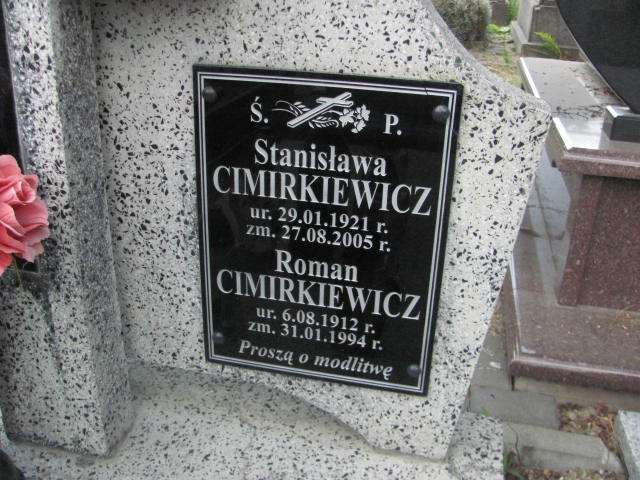 Ś. P.
Stanisława
CIMIRKIEWICZ
ur. 29.01.1921 r.
zm. 27.08.2005 r.
Roman
CIMIRKIEWICZ
ur. 6.08.1912 r.
zm. 31.01.1994 r.
Proszą o modlitwę